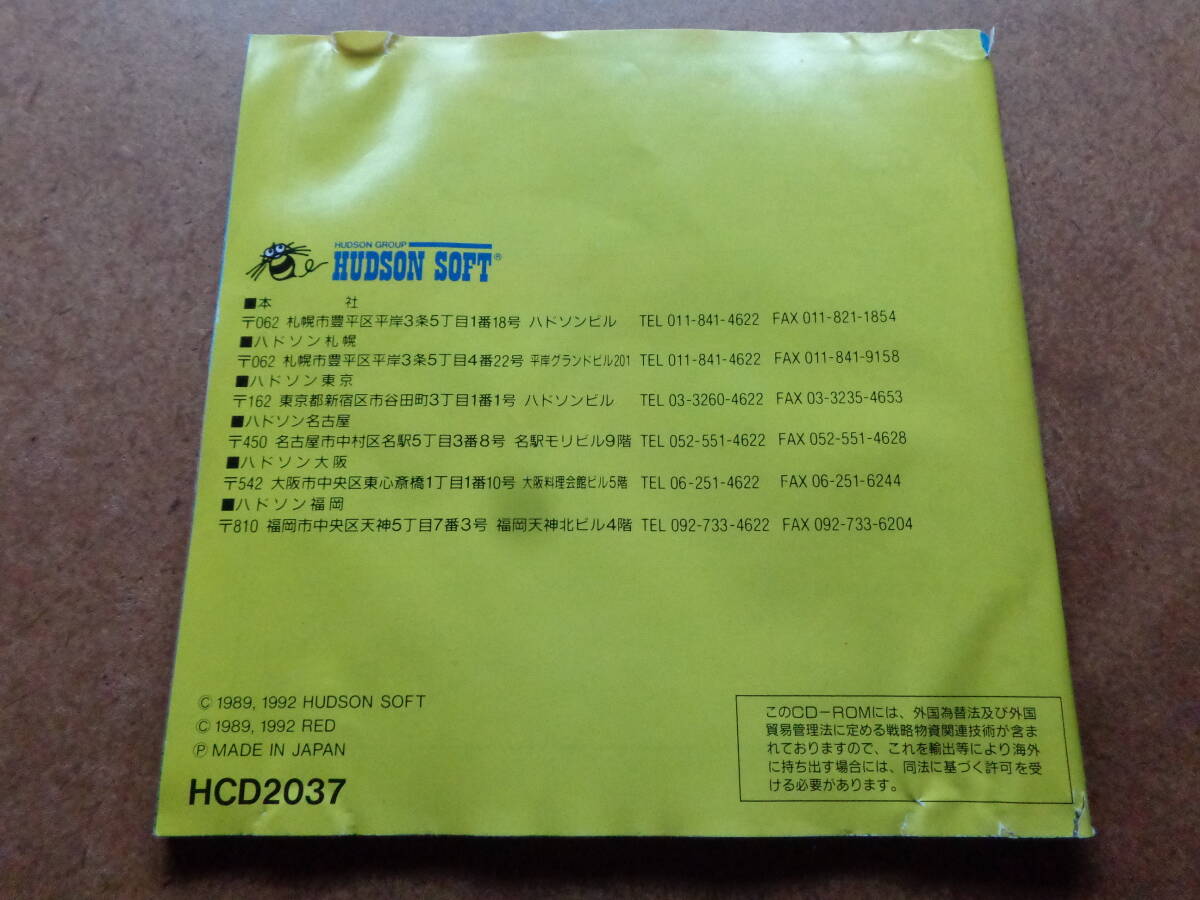 HUDSON GROUP
HUDSON SOFT®
■本 社
〒062 札幌市豊平区平岸3条5丁目1番18号 ハドソンビル TEL 011-841-4622 FAX 011-821-1854
■ハドソン札幌
〒062 札幌市豊平区平岸3条5丁目4番22号 平岸グランドビル201 TEL 011-841-4622 FAX 011-841-9158
■ハドソン東京
〒162 東京都新宿区市谷田町3丁目1番1号 ハドソンビル TEL 03-3260-4622 FAX 03-3235-4653
■ハドソン名古屋
〒450 名古屋市中村区名駅5丁目3番8号 名駅モリビル9階 TEL 052-551-4622 FAX 052-551-4628
■ハドソン大阪
〒542 大阪市中央区東心斎橋1丁目1番10号 大阪料理会館ビル5階 TEL 06-251-4622 FAX 06-251-6244
■ハドソン福岡
〒810 福岡市中央区天神5丁目7番3号 福岡天神北ビル4階 TEL 092-733-4622 FAX 092-733-6204
© 1989, 1992 HUDSON SOFT
© 1989, 1992 RED
Ⓟ MADE IN JAPAN
HCD2037
このCD-ROMには、外国為替法及び外国
貿易管理法に定める戦略物資関連技術が含ま
れておりますので、これを輸出等により海外
に持ち出す場合には、同法に基づく許可を受
ける必要があります。